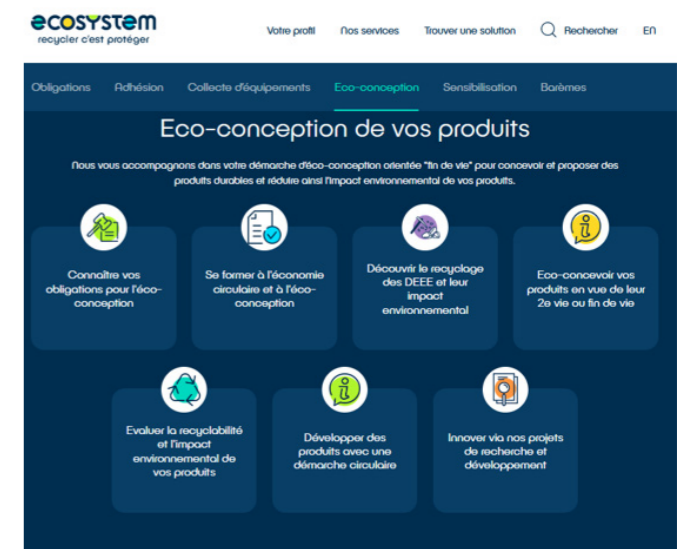 ecosystem
recycler c'est protéger
Votre profil Nos services Trouver une solution Rechercher EN
Obligations Adhésion Collecte d'équipements Eco-conception Sensibilisation Barèmes
Eco-conception de vos produits
Nous vous accompagnons dans votre démarche d'éco-conception orientée "fin de vie" pour concevoir et proposer des
produits durables et réduire ainsi l'impact environnemental de vos produits.
Connaître vos
obligations pour l'éco-
conception
Se former à l'économie
circulaire et à l'éco-
conception
Découvrir le recyclage
des DEEE et leur
impact
environnemental
Eco-concevoir vos
produits en vue de leur
2e vie ou fin de vie
Evaluer la recyclabilité
et l'impact
environnemental de
vos produits
Développer des
produits avec une
démarche circulaire
Innover via nos projets
de recherche et
développement